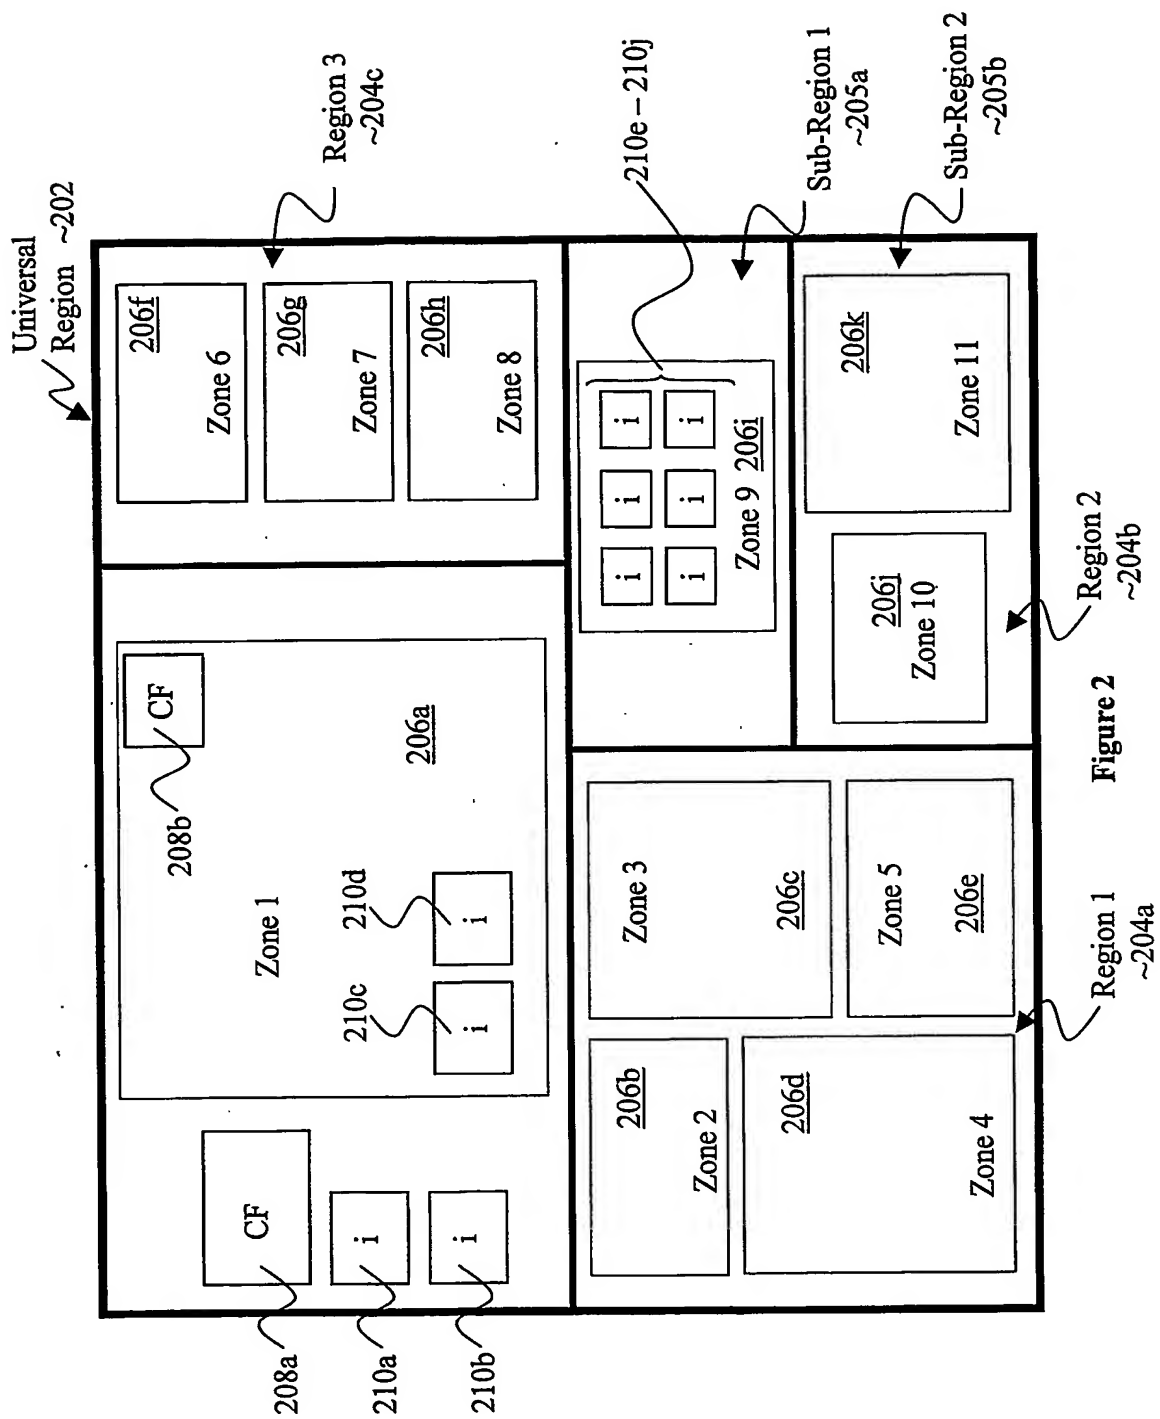 Universal
Region ~202
Region 3
~204c
208a
CF
210a
i
210b
i
Zone 1
208b
CF
206a
210c
i
210d
i
206f
Zone 6
206g
Zone 7
206h
Zone 8
206b
Zone 2
Zone 3
206c
206d
Zone 4
Zone 5
206e
i i i
i i i
Zone 9 206i
210e – 210j
Sub-Region 1
~205a
206j
Zone 10
206k
Zone 11
Sub-Region 2
~205b
Region 1
~204a
Region 2
~204b
Figure 2